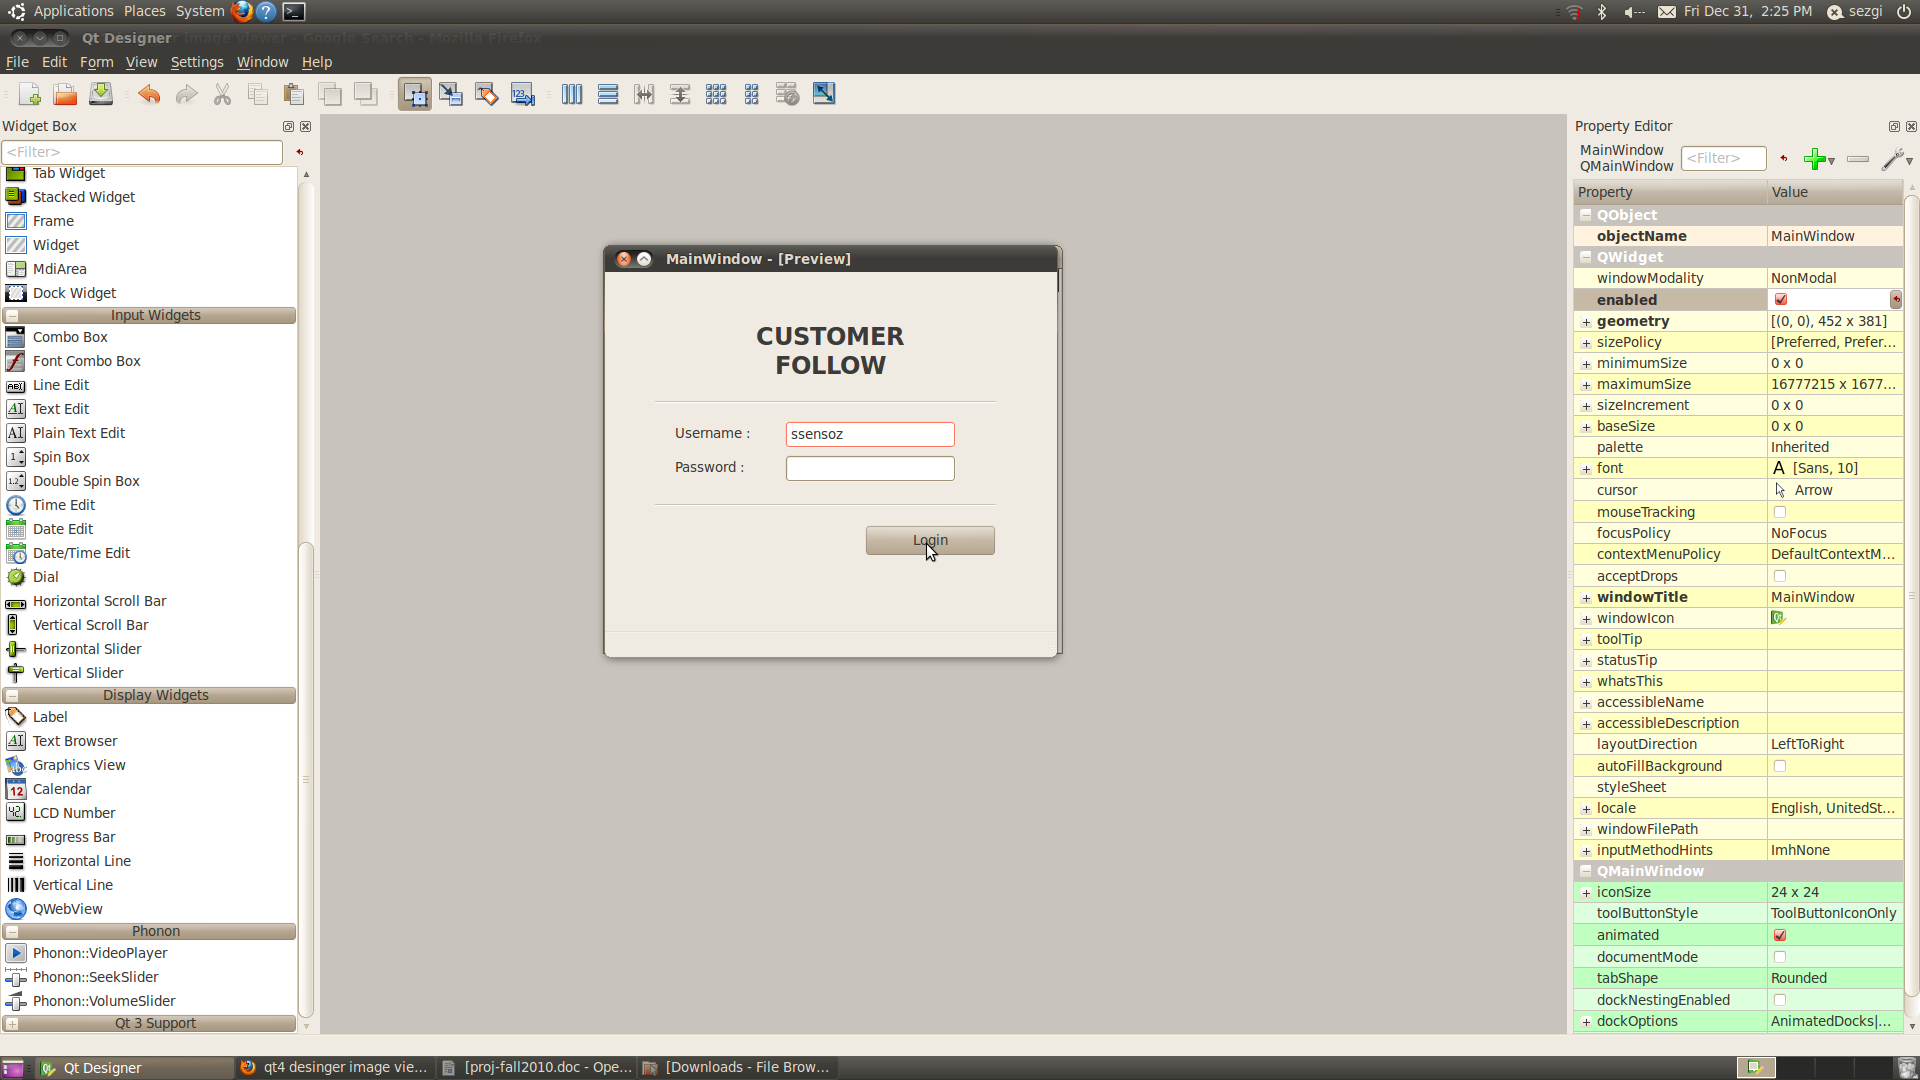 Applications Places System
Fri Dec 31, 2:25 PM
sezgi
Qt Designer
Image viewer - Google Search - Mozilla Firefox
File Edit Form View Settings Window Help
Widget Box
<Filter>
Tab Widget
Stacked Widget
Frame
Widget
MdiArea
Dock Widget
Input Widgets
Combo Box
Font Combo Box
Line Edit
Text Edit
Plain Text Edit
Spin Box
Double Spin Box
Time Edit
Date Edit
Date/Time Edit
Dial
Horizontal Scroll Bar
Vertical Scroll Bar
Horizontal Slider
Vertical Slider
Display Widgets
Label
Text Browser
Graphics View
Calendar
LCD Number
Progress Bar
Horizontal Line
Vertical Line
QWebView
Phonon
Phonon::VideoPlayer
Phonon::SeekSlider
Phonon::VolumeSlider
Qt 3 Support
MainWindow - [Preview]
CUSTOMER
FOLLOW
Username : ssensoz
Password :
Login
Property Editor
MainWindow
QMainWindow
<Filter>
Property Value
QObject
objectName MainWindow
QWidget
windowModality NonModal
enabled
geometry [(0, 0), 452 x 381]
sizePolicy [Preferred, Prefer...
minimumSize 0 x 0
maximumSize 16777215 x 1677...
sizeIncrement 0 x 0
baseSize 0 x 0
palette Inherited
font A [Sans, 10]
cursor Arrow
mouseTracking
focusPolicy NoFocus
contextMenuPolicy DefaultContextM...
acceptDrops
windowTitle MainWindow
windowIcon
toolTip
statusTip
whatsThis
accessibleName
accessibleDescription
layoutDirection LeftToRight
autoFillBackground
styleSheet
locale English, UnitedSt...
windowFilePath
inputMethodHints ImhNone
QMainWindow
iconSize 24 x 24
toolButtonStyle ToolButtonIconOnly
animated
documentMode
tabShape Rounded
dockNestingEnabled
dockOptions AnimatedDocks|...
Qt Designer
qt4 desinger image vie...
[proj-fall2010.doc - Ope...
[Downloads - File Brow...